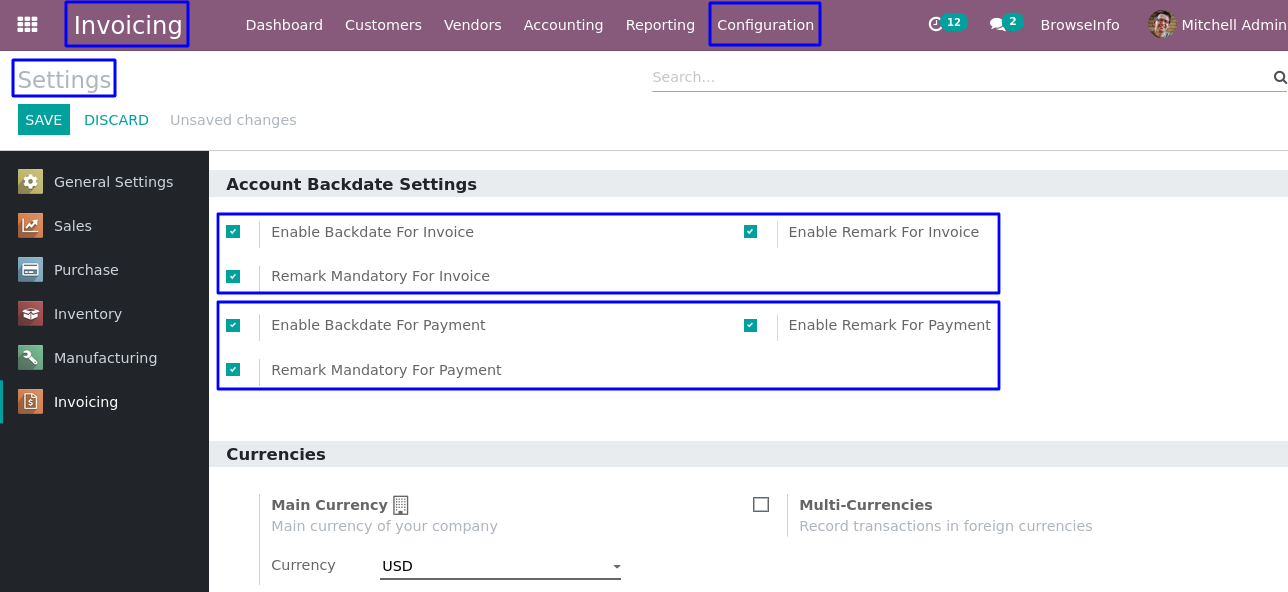 Invoicing Dashboard Customers Vendors Accounting Reporting Configuration 12 2 BrowseInfo Mitchell Admin
Settings Search...
SAVE DISCARD Unsaved changes
General Settings
Sales
Purchase
Inventory
Manufacturing
Invoicing
Account Backdate Settings
Enable Backdate For Invoice Enable Remark For Invoice
Remark Mandatory For Invoice
Enable Backdate For Payment Enable Remark For Payment
Remark Mandatory For Payment
Currencies
Main Currency Multi-Currencies
Main currency of your company Record transactions in foreign currencies
Currency USD